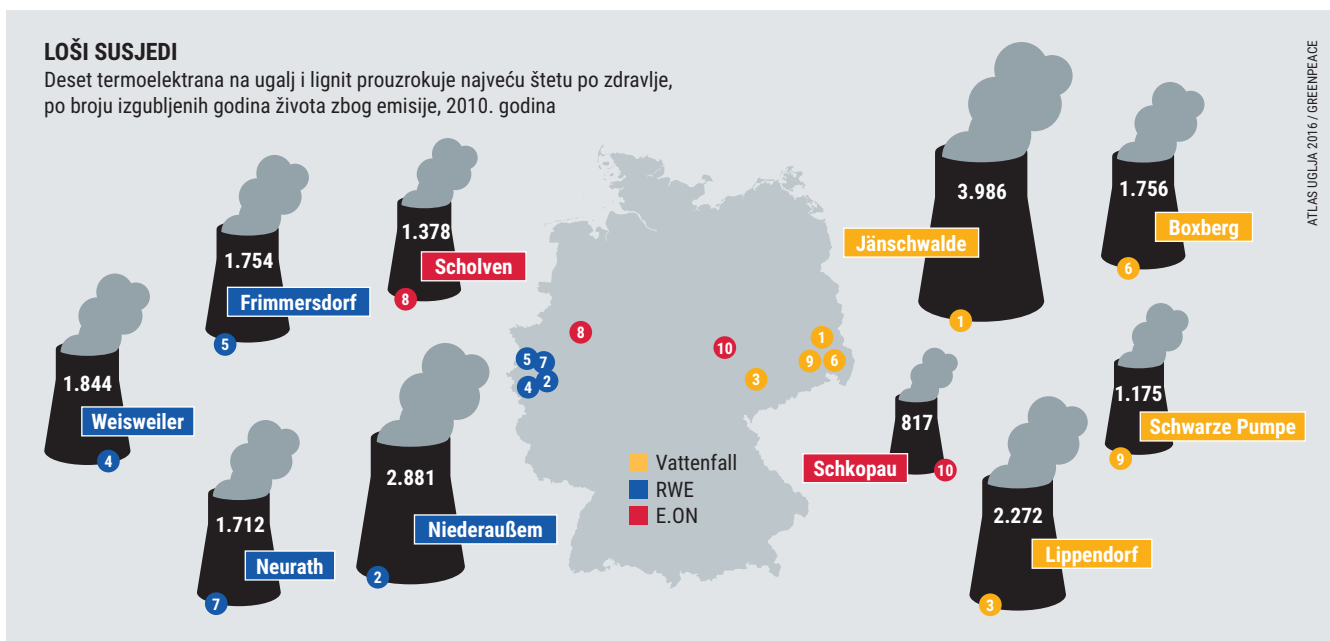 LOŠI SUSJEDI
Deset termoelektrana na ugalj i lignit prouzrokuje najveću štetu po zdravlje,
po broju izgubljenih godina života zbog emisije, 2010. godina
ATLAS UGLJA 2016 / GREENPEACE
3.986
Jänschwalde
1
1.756
Boxberg
6
1.378
Scholven
8
1.754
Frimmersdorf
5
1.844
Weisweiler
4
1.712
Neurath
7
2.881
Niederaußem
2
8
5
7
4
2
10
3
1
9
6
Vattenfall
RWE
E.ON
817
Schkopau
10
1.175
Schwarze Pumpe
9
2.272
Lippendorf
3